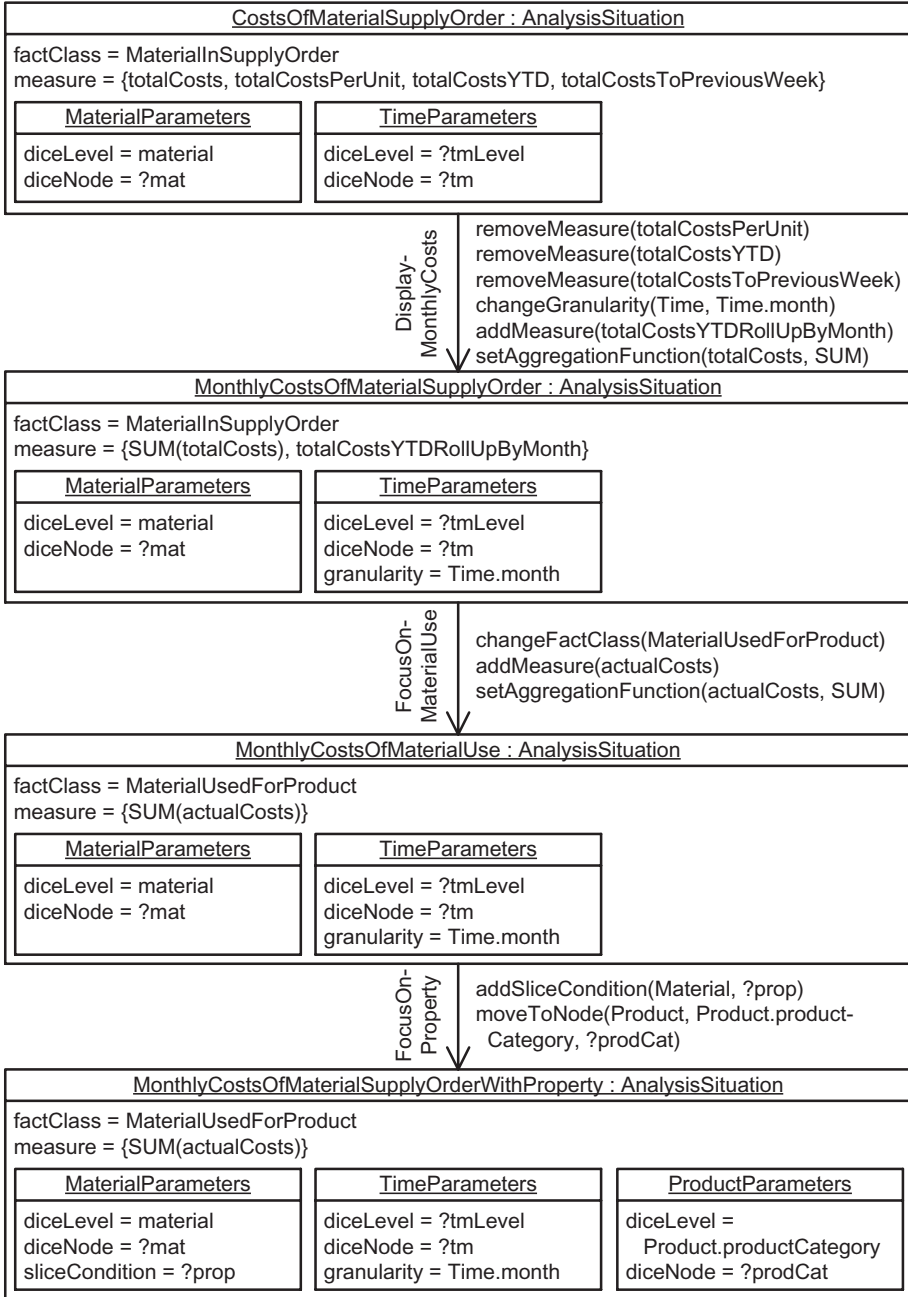 CostsOfMaterialSupplyOrder : AnalysisSituation
factClass = MaterialInSupplyOrder
measure = {totalCosts, totalCostsPerUnit, totalCostsYTD, totalCostsToPreviousWeek}
MaterialParameters
diceLevel = material
diceNode = ?mat
TimeParameters
diceLevel = ?tmLevel
diceNode = ?tm
Display-
MonthlyCosts
removeMeasure(totalCostsPerUnit)
removeMeasure(totalCostsYTD)
removeMeasure(totalCostsToPreviousWeek)
changeGranularity(Time, Time.month)
addMeasure(totalCostsYTDRollUpByMonth)
setAggregationFunction(totalCosts, SUM)
MonthlyCostsOfMaterialSupplyOrder : AnalysisSituation
factClass = MaterialInSupplyOrder
measure = {SUM(totalCosts), totalCostsYTDRollUpByMonth}
MaterialParameters
diceLevel = material
diceNode = ?mat
TimeParameters
diceLevel = ?tmLevel
diceNode = ?tm
granularity = Time.month
FocusOn-
MaterialUse
changeFactClass(MaterialUsedForProduct)
addMeasure(actualCosts)
setAggregationFunction(actualCosts, SUM)
MonthlyCostsOfMaterialUse : AnalysisSituation
factClass = MaterialUsedForProduct
measure = {SUM(actualCosts)}
MaterialParameters
diceLevel = material
diceNode = ?mat
TimeParameters
diceLevel = ?tmLevel
diceNode = ?tm
granularity = Time.month
FocusOn-
Property
addSliceCondition(Material, ?prop)
moveToNode(Product, Product.product-
Category, ?prodCat)
MonthlyCostsOfMaterialSupplyOrderWithProperty : AnalysisSituation
factClass = MaterialUsedForProduct
measure = {SUM(actualCosts)}
MaterialParameters
diceLevel = material
diceNode = ?mat
sliceCondition = ?prop
TimeParameters
diceLevel = ?tmLevel
diceNode = ?tm
granularity = Time.month
ProductParameters
diceLevel =
Product.productCategory
diceNode = ?prodCat